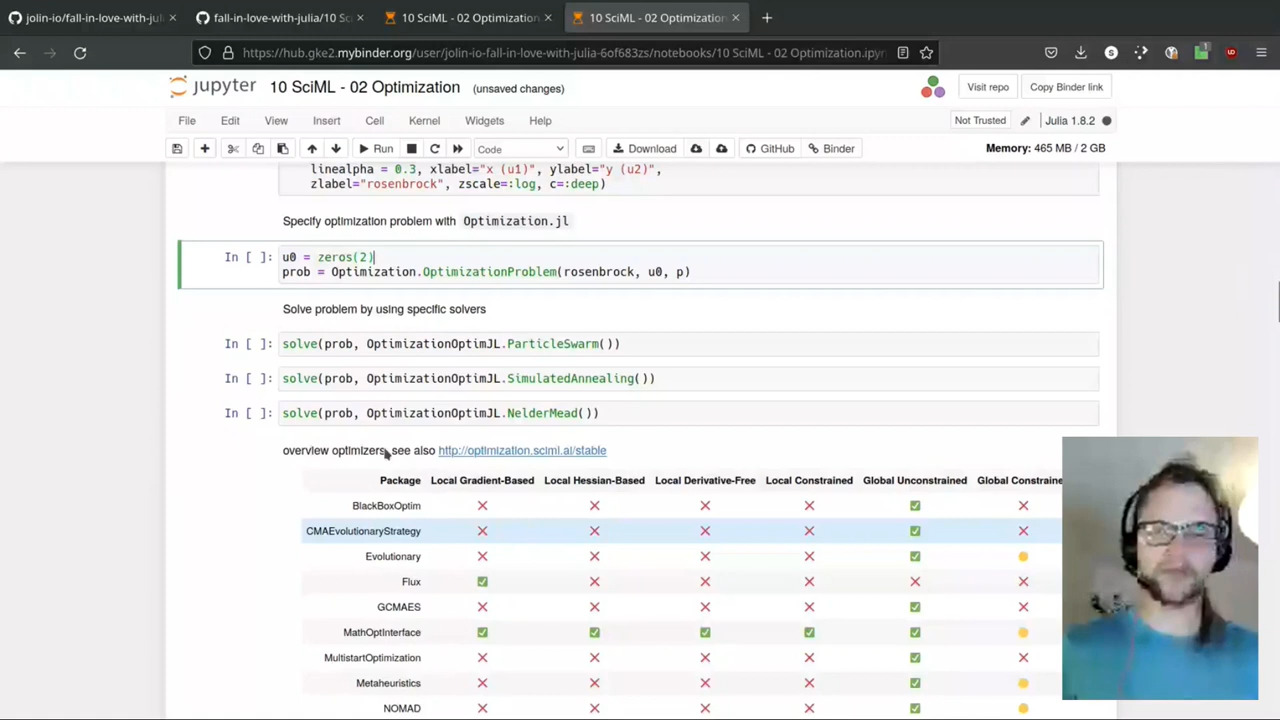 jolin-io/fall-in-love-with-juli
fall-in-love-with-julia/10 Sci
10 SciML - 02 Optimization
10 SciML - 02 Optimization
https://hub.gke2.mybinder.org/user/jolin-io-fall-in-love-with-julia-6of683zs/notebooks/10 SciML - 02 Optimization.ipyn
jupyter 10 SciML - 02 Optimization (unsaved changes)
Visit repo
Copy Binder link
File Edit View Insert Cell Kernel Widgets Help
Not Trusted
Julia 1.8.2
Run
Code
Download
GitHub
Binder
Memory: 465 MB / 2 GB
linealpha = 0.3, xlabel="x (u1)", ylabel="y (u2)",
zlabel="rosenbrock", zscale=:log, c=:deep)
Specify optimization problem with Optimization.jl
In [ ]: u0 = zeros(2)
prob = Optimization.OptimizationProblem(rosenbrock, u0, p)
Solve problem by using specific solvers
In [ ]: solve(prob, OptimizationOptimJL.ParticleSwarm())
In [ ]: solve(prob, OptimizationOptimJL.SimulatedAnnealing())
In [ ]: solve(prob, OptimizationOptimJL.NelderMead())
overview optimizers, see also http://optimization.sciml.ai/stable
Package Local Gradient-Based Local Hessian-Based Local Derivative-Free Local Constrained Global Unconstrained Global Constraine
BlackBoxOptim ❌ ❌ ❌ ❌ ✅ ❌
CMAEvolutionaryStrategy ❌ ❌ ❌ ❌ ✅ ❌
Evolutionary ❌ ❌ ❌ ❌ ✅ 🟡
Flux ✅ ❌ ❌ ❌ ❌ ❌
GCMAES ❌ ❌ ❌ ❌ ✅ ❌
MathOptInterface ✅ ✅ ✅ ✅ ✅ 🟡
MultistartOptimization ❌ ❌ ❌ ❌ ✅ ❌
Metaheuristics ❌ ❌ ❌ ❌ ✅ 🟡
NOMAD ❌ ❌ ❌ ❌ ✅ 🟡